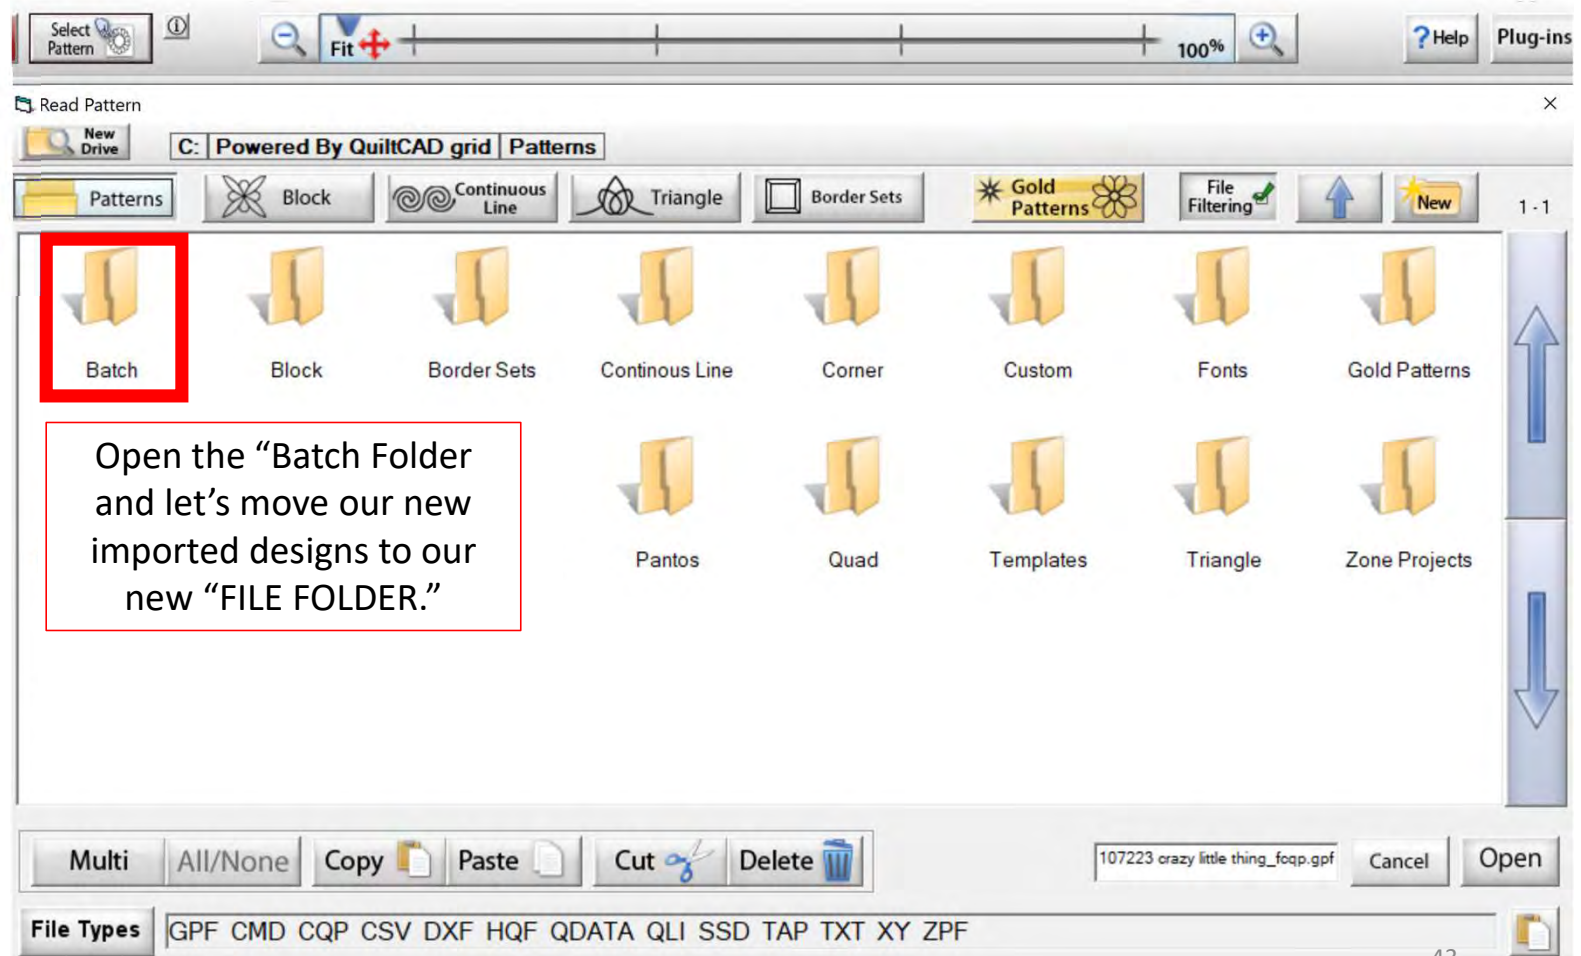 Select
Pattern
Fit
100%
?Help
Plug-ins
Read Pattern
New
Drive
C: Powered By QuiltCAD grid Patterns
Patterns
Block
Continuous
Line
Triangle
Border Sets
Gold
Patterns
File
Filtering
New
1 - 1
Batch
Block
Border Sets
Continous Line
Corner
Custom
Fonts
Gold Patterns
Open the “Batch Folder
and let’s move our new
imported designs to our
new “FILE FOLDER.”
Pantos
Quad
Templates
Triangle
Zone Projects
Multi
All/None
Copy
Paste
Cut
Delete
107223 crazy little thing_fcqp.gpf
Cancel
Open
File Types
GPF CMD CQP CSV DXF HQF QDATA QLI SSD TAP TXT XY ZPF